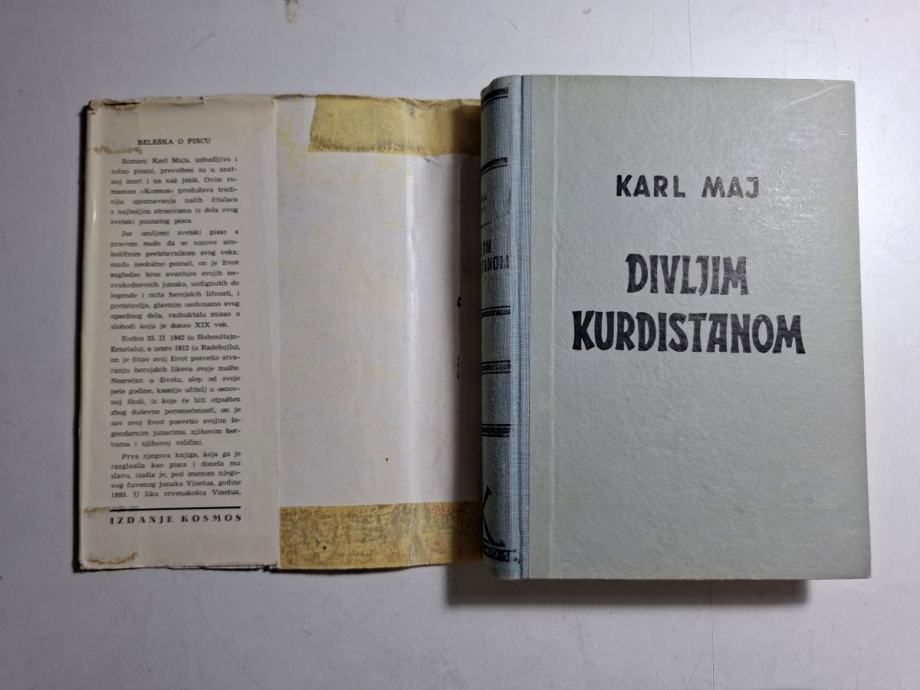 BELEŠKA O PISCU
Romani Karl Maja, uzbudljivo i
tečno pisani, prevođeni su u znat-
noj meri i na naš jezik. Ovim ro-
manom «Kosmos» produžava tradi-
ciju upoznavanja naših čitalaca
s najboljim stranicama iz dela ovog
svetski poznatog pisca.
Jer omiljeni svetski pisac s
pravom može da se nazove sim-
boličnim pretstavnikom svog veka:
mada neobično poznat, on je život
sagledao kroz avanture svojih ne-
svakodnevnih junaka, uzdignutih do
legende i mita herojskih ličnosti, i
pretstavlja, glavnim osobinama svog
opsežnog dela, razbuktalu misao o
slobodi koju je doneo XIX vek.
Rođen 25. II 1842 (u Hohenštajn-
Ernstalu), a umro 1912 (u Radebojlu),
on je čitav svoj život posvetio stva-
ranju herojskih likova svoje mašte.
Nesrećan u životu, slep od svoje
pete godine, kasnije učitelj u osnov-
noj školi, iz koje će biti otpušten
zbog duševne poremećenosti, on je
sav svoj život posvetio svojim le-
gendarnim junacima, njihovim bor-
bama i njihovoj veličini.
Prva njegova knjiga, koja ga je
razglasila kao pisca i donela mu
slavu, izašla je, pod imenom njego-
vog čuvenog junaka Vinetua, godine
1893. U liku crvenokošca Vinetua,
IZDANJE KOSMOS
KARL MAJ
DIVLJIM
KURDISTANOM